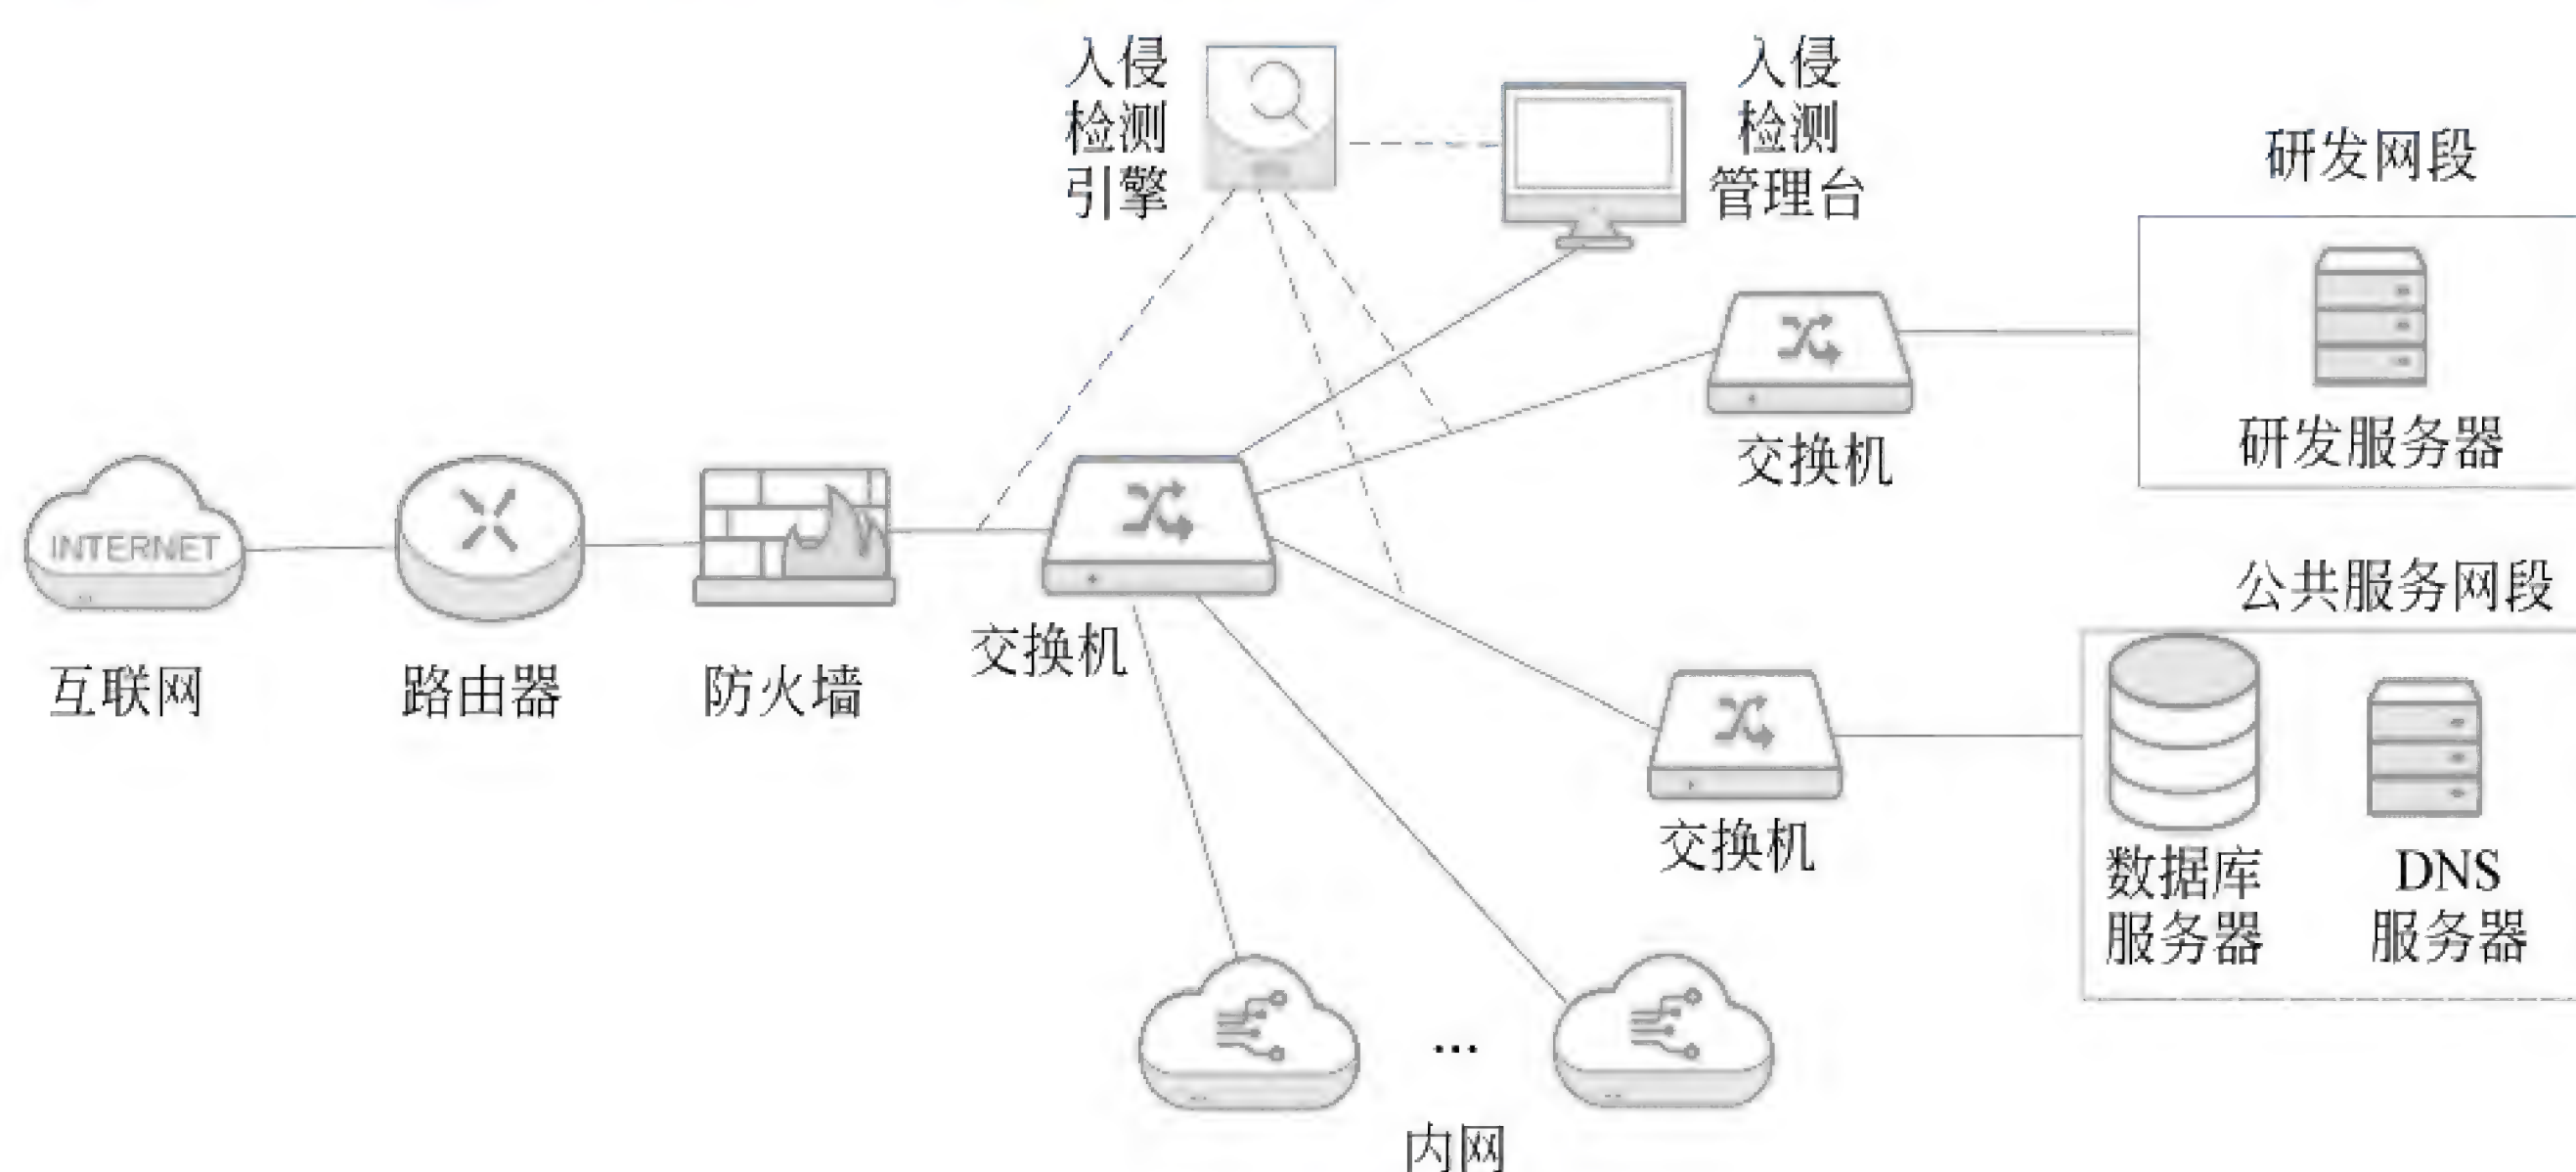 入侵
检测
引擎
入侵
检测
管理台
研发网段
研发服务器
交换机
INTERNET
互联网
路由器
防火墙
交换机
公共服务网段
交换机
数据库
服务器
DNS
服务器
...
内网